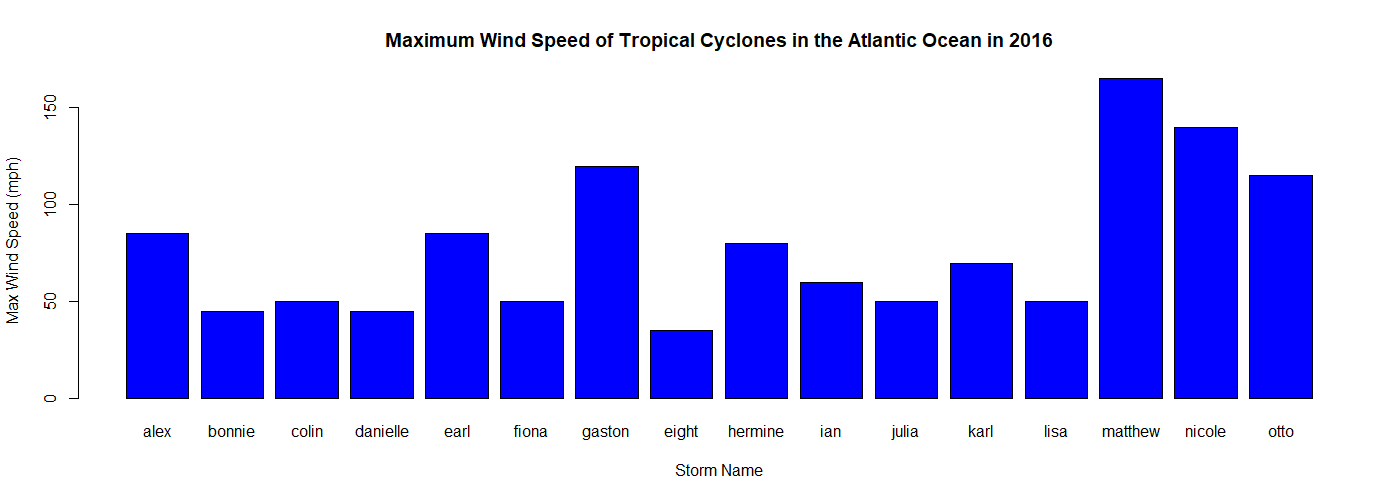 Maximum Wind Speed of Tropical Cyclones in the Atlantic Ocean in 2016
Max Wind Speed (mph)
150
100
50
0
alex bonnie colin danielle earl fiona gaston eight hermine ian julia karl lisa matthew nicole otto
Storm Name